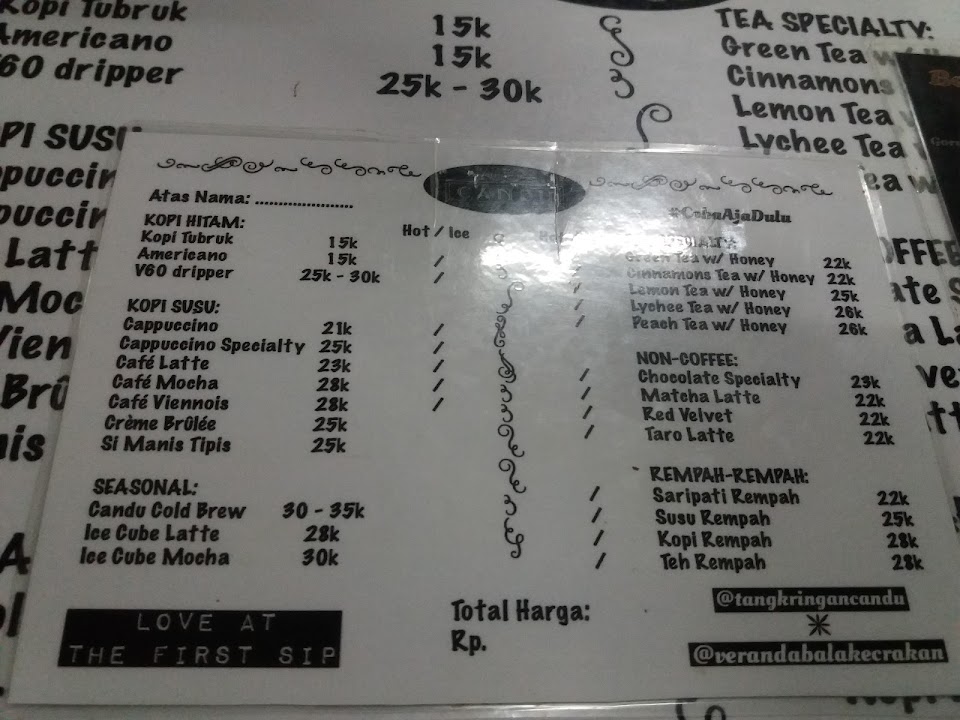 Kopi Tubruk 15k
Americano 15k
V60 dripper 25k - 30k
TEA SPECIALTY:
Green Tea
Cinnamons
Lemon Tea
Lychee Tea
Atas Nama: .....................
#CobaAjaDulu
KOPI HITAM:
Hot / Ice
Kopi Tubruk 15k
Americano 15k /
V60 dripper 25k - 30k /
KOPI SUSU:
Cappuccino 21k /
Cappuccino Specialty 25k /
Café Latte 23k /
Café Mocha 28k /
Café Viennois 28k /
Crème Brûlée 25k
Si Manis Tipis 25k
SEASONAL:
Candu Cold Brew 30 - 35k
Ice Cube Latte 28k
Ice Cube Mocha 30k
LOVE AT
THE FIRST SIP
Green Tea w/ Honey 22k
/ Cinnamons Tea w/ Honey 22k
/ Lemon Tea w/ Honey 25k
/ Lychee Tea w/ Honey 26k
/ Peach Tea w/ Honey 26k
NON-COFFEE:
/ Chocolate Specialty 23k
/ Matcha Latte 22k
/ Red Velvet 22k
/ Taro Latte 22k
REMPAH-REMPAH:
/ Saripati Rempah 22k
/ Susu Rempah 25k
/ Kopi Rempah 28k
/ Teh Rempah 28k
Total Harga:
Rp.
@tangkringancandu
@verandabalakecrakan